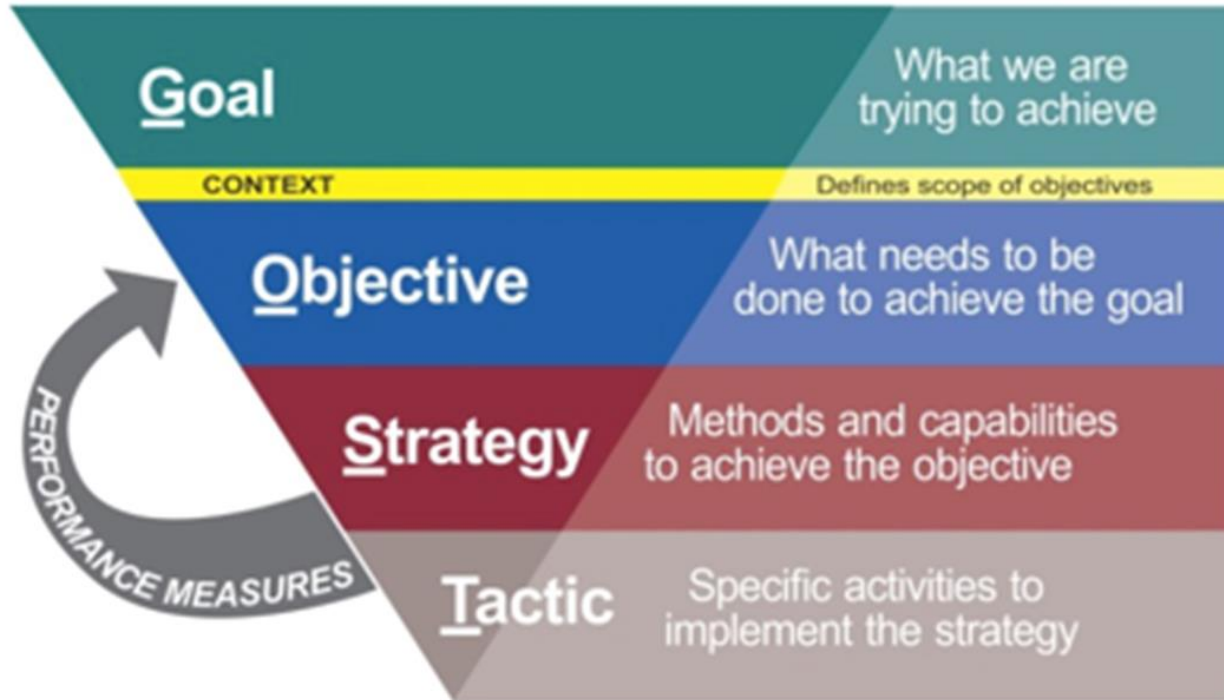 Goal
What we are
trying to achieve
CONTEXT
Defines scope of objectives
Objective
What needs to be
done to achieve the goal
Strategy
Methods and capabilities
to achieve the objective
Tactic
Specific activities to
implement the strategy
PERFORMANCE MEASURES